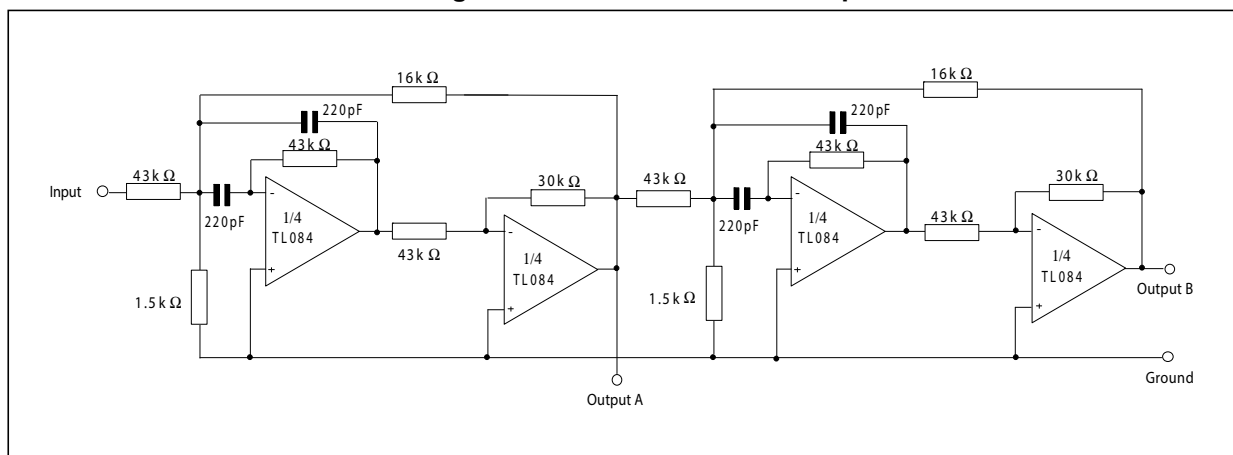 16k Ω
220pF
43k Ω
43k Ω
Input
220pF
1/4
TL084
30k Ω
43k Ω
1/4
TL084
1.5k Ω
Output A
16k Ω
220pF
43k Ω
43k Ω
220pF
1/4
TL084
30k Ω
43k Ω
1/4
TL084
1.5k Ω
Output B
Ground
-
+
-
+
-
+
-
+